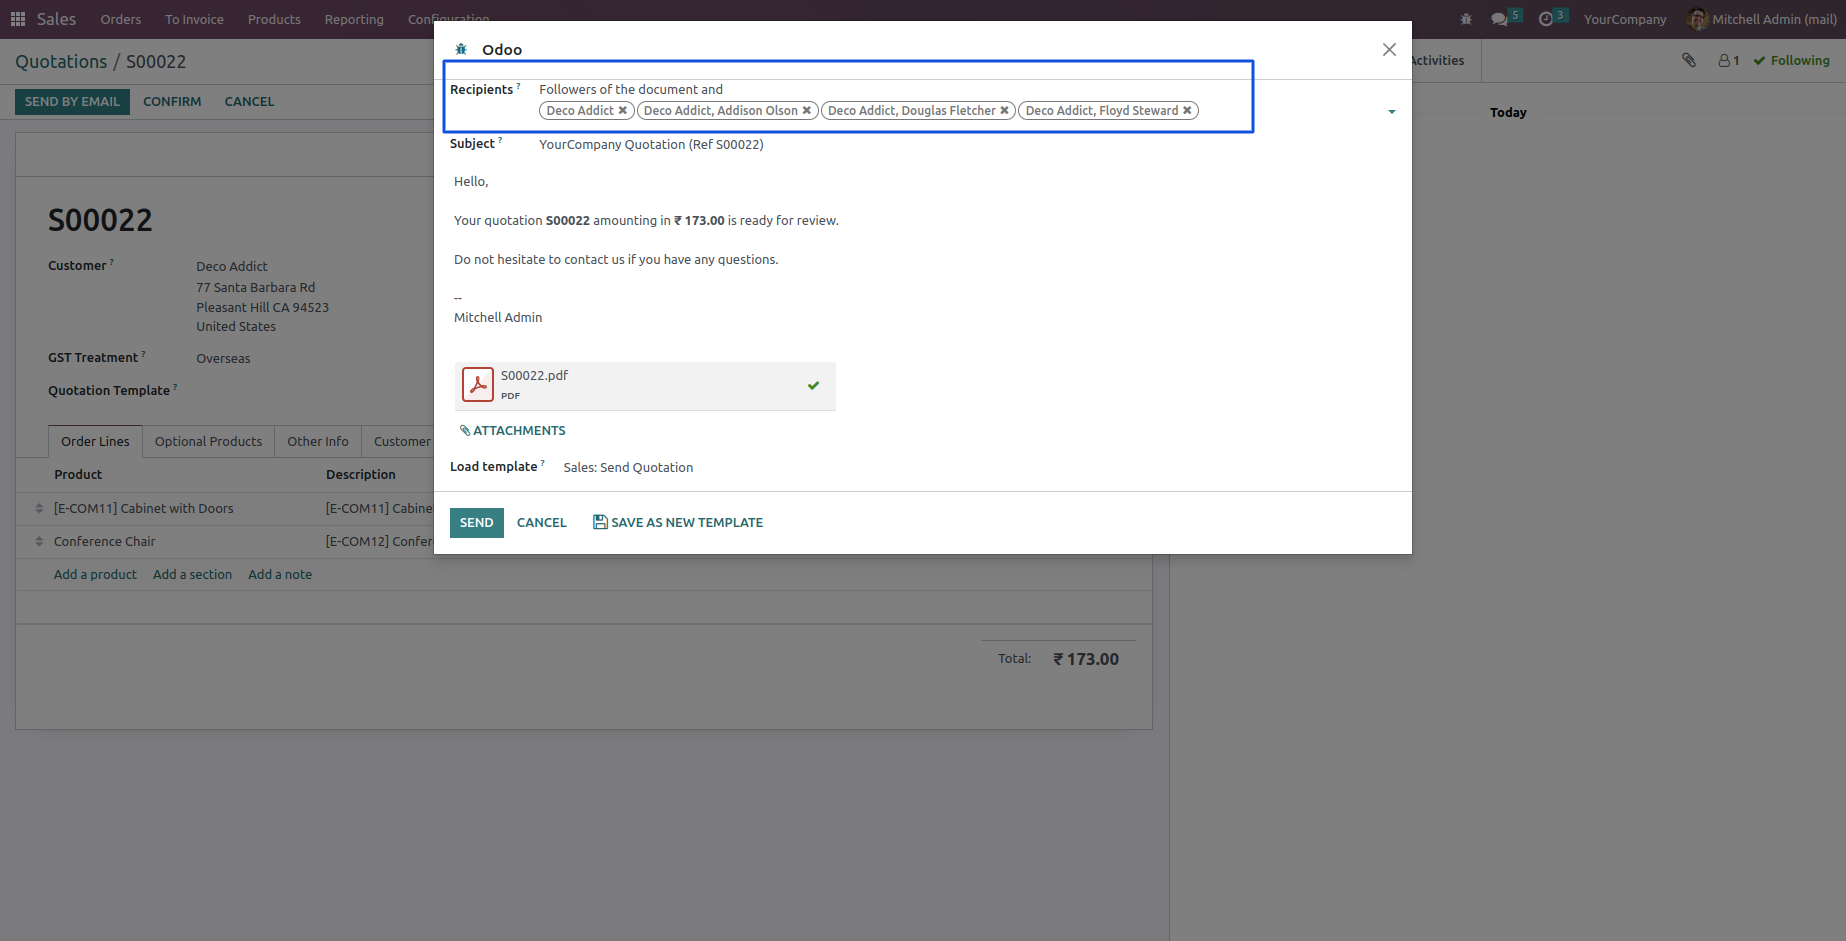 Sales Orders To Invoice Products Reporting Configuration 5 3 YourCompany Mitchell Admin (mail)
Quotations / S00022
Activities 1 Following
SEND BY EMAIL CONFIRM CANCEL
Today
S00022
Customer ? Deco Addict
77 Santa Barbara Rd
Pleasant Hill CA 94523
United States
GST Treatment ? Overseas
Quotation Template ?
Order Lines Optional Products Other Info Customer
Product Description
[E-COM11] Cabinet with Doors [E-COM11] Cabine
Conference Chair [E-COM12] Confer
Add a product Add a section Add a note
Total: ₹ 173.00
Odoo
Recipients ? Followers of the document and
Deco Addict ✖ Deco Addict, Addison Olson ✖ Deco Addict, Douglas Fletcher ✖ Deco Addict, Floyd Steward ✖
Subject ? YourCompany Quotation (Ref S00022)
Hello,
Your quotation S00022 amounting in ₹ 173.00 is ready for review.
Do not hesitate to contact us if you have any questions.
--
Mitchell Admin
S00022.pdf
PDF
ATTACHMENTS
Load template ? Sales: Send Quotation
SEND CANCEL SAVE AS NEW TEMPLATE